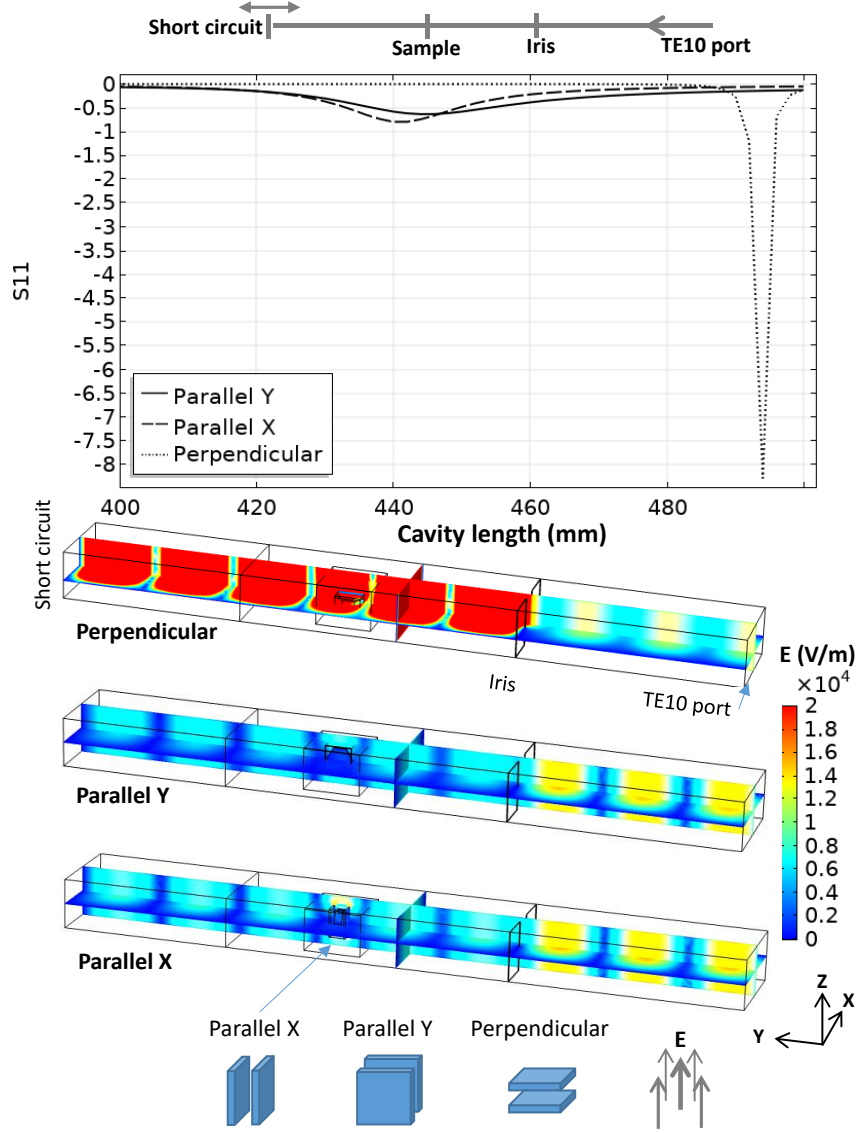 Short circuit
Sample
Iris
TE10 port
0
-0.5
-1
-1.5
-2
-2.5
-3
-3.5
-4
-4.5
-5
-5.5
-6
-6.5
-7
-7.5
-8
S11
Parallel Y
Parallel X
Perpendicular
400
420
440
460
480
Cavity length (mm)
Short circuit
Perpendicular
Iris
TE10 port
E (V/m)
×10⁴
2
1.8
1.6
1.4
1.2
1
0.8
0.6
0.4
0.2
0
Parallel Y
Parallel X
Z
X
Y
Parallel X
Parallel Y
Perpendicular
E